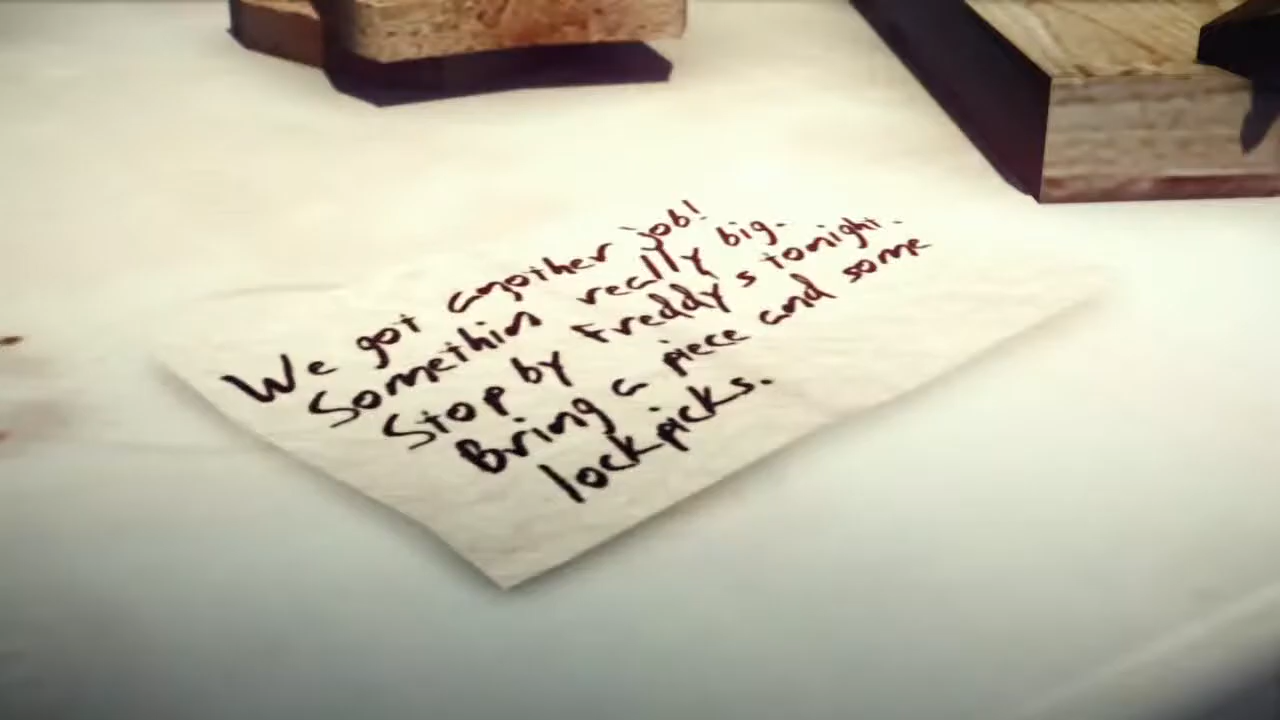 We got another job!
Somethin really big.
Stop by Freddy's tonight.
Bring a piece and some
lockpicks.